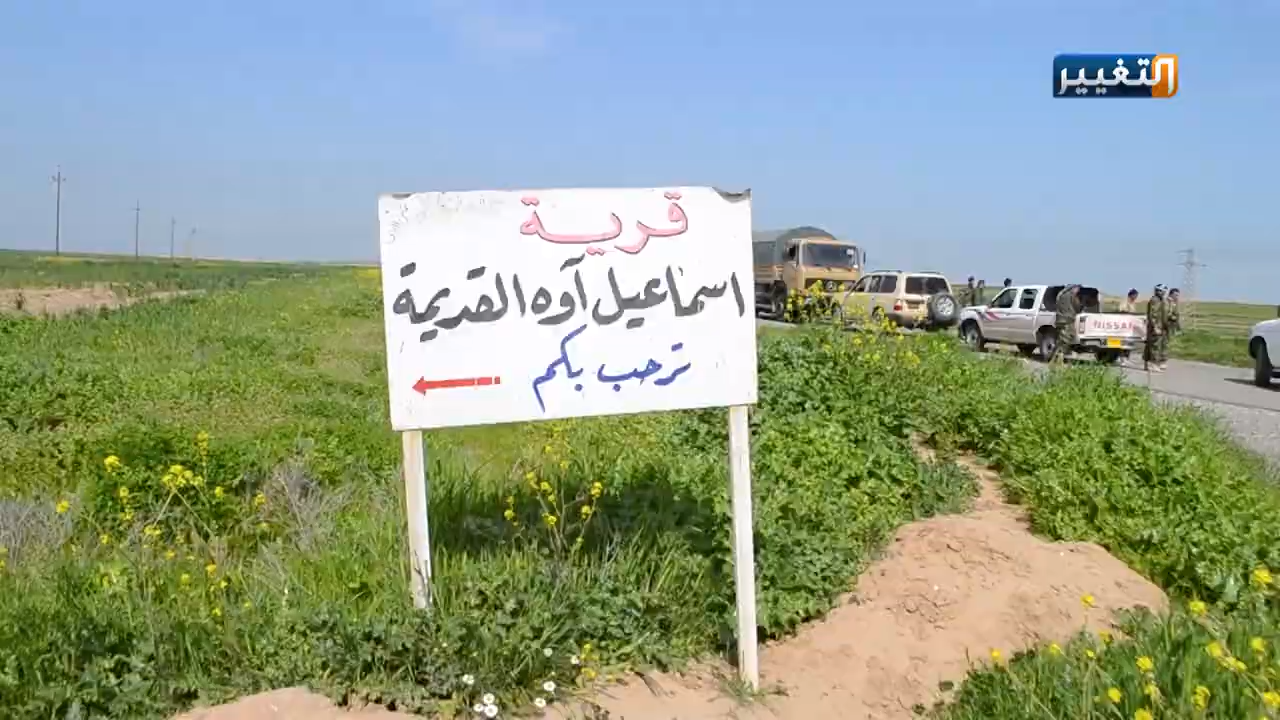 التغيير
قرية
اسماعيل آوه القديمة
ترحب بكم
NISSAN